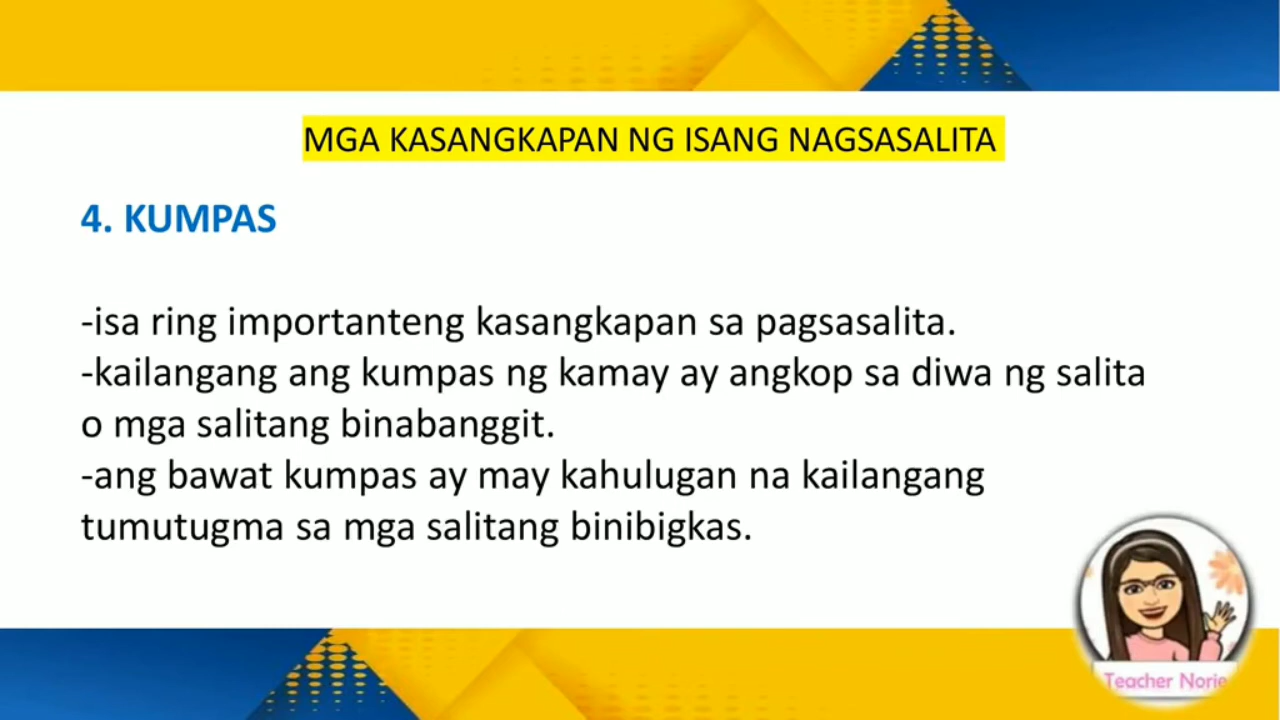 MGA KASANGKAPAN NG ISANG NAGSASALITA
4. KUMPAS
-isa ring importanteng kasangkapan sa pagsasalita.
-kailangang ang kumpas ng kamay ay angkop sa diwa ng salita
o mga salitang binabanggit.
-ang bawat kumpas ay may kahulugan na kailangang
tumutugma sa mga salitang binibigkas.
Teacher Norie